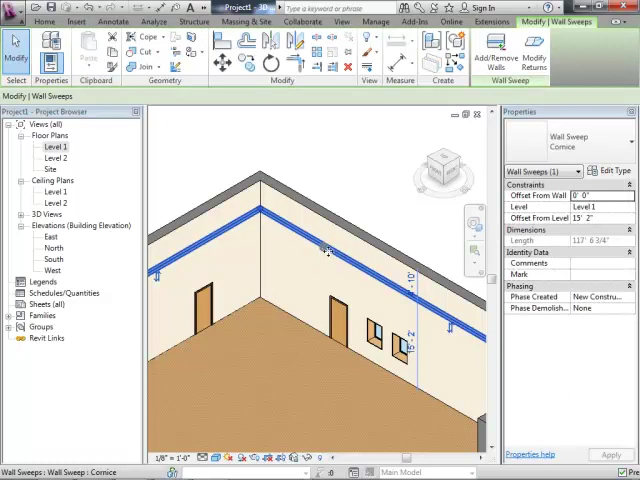 Project1 - 3D
Type a keyword or phrase
Sign In
Home Insert Annotate Analyze Structure Massing & Site Collaborate View Manage Add-Ins Online Extensions Modify | Wall Sweeps
Modify
Cope
Cut
Join
Add/Remove
Walls
Modify
Returns
Paste
Select Properties Clipboard Geometry Modify View Measure Create Wall Sweep
Modify | Wall Sweeps
Project1 - Project Browser
Views (all)
Floor Plans
Level 1
Level 2
Site
Ceiling Plans
Level 1
Level 2
3D Views
Elevations (Building Elevation)
East
North
South
West
Legends
Schedules/Quantities
Sheets (all)
Families
Groups
Revit Links
15' - 2"
1/8" = 1'-0"
Properties
Wall Sweep
Cornice
Wall Sweeps (1)
Edit Type
Constraints
Offset From Wall 0' 0"
Level Level 1
Offset From Level 15' 2"
Dimensions
Length 117' 6 3/4"
Identity Data
Comments
Mark
Phasing
Phase Created New Constru...
Phase Demolish... None
Properties help
Apply
Wall Sweeps : Wall Sweep : Cornice
:0
Main Model
Pre